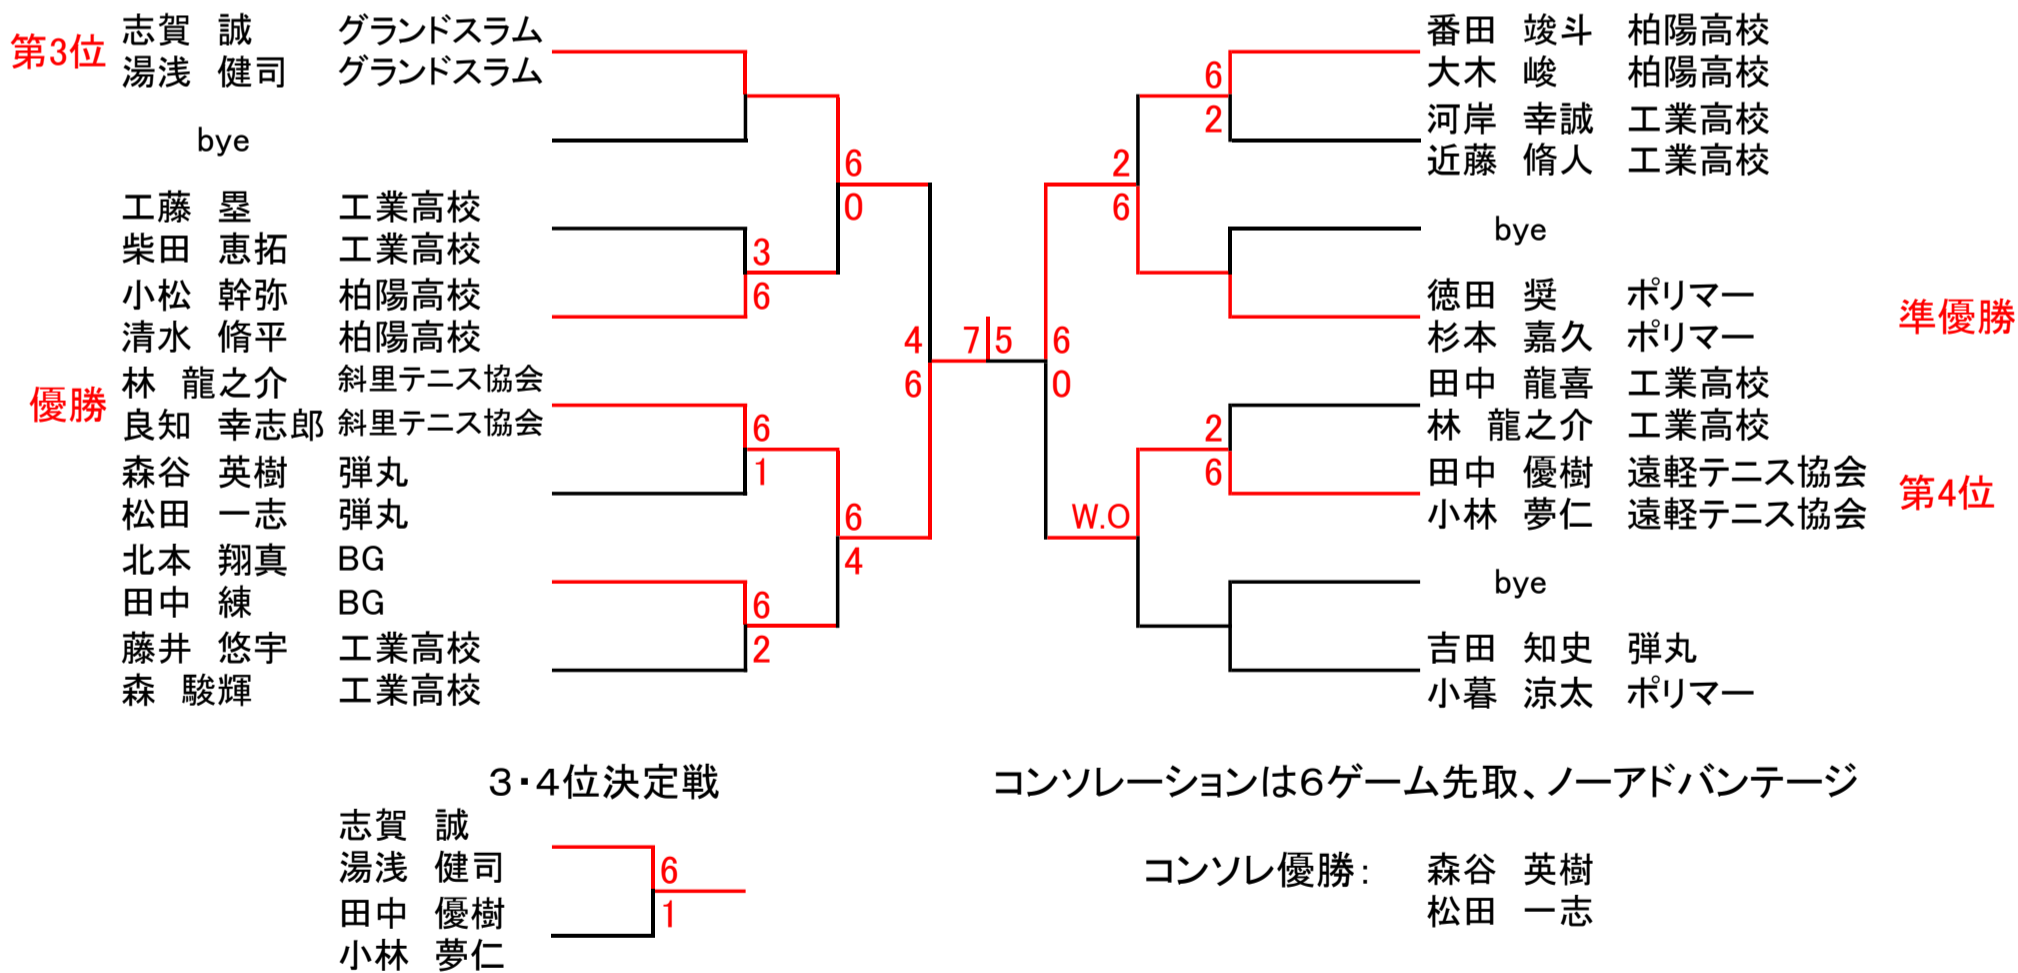 第3位
志賀 誠 グランドスラム
湯浅 健司 グランドスラム
bye
工藤 塁 工業高校
柴田 恵拓 工業高校
小松 幹弥 柏陽高校
清水 脩平 柏陽高校
優勝
林 龍之介 斜里テニス協会
良知 幸志郎 斜里テニス協会
森谷 英樹 弾丸
松田 一志 弾丸
北本 翔真 BG
田中 練 BG
藤井 悠宇 工業高校
森 駿輝 工業高校
3
6
6
1
6
2
6
0
6
4
4
6
7 5
6
0
2
6
W.O
6
2
2
6
番田 竣斗 柏陽高校
大木 峻 柏陽高校
河岸 幸誠 工業高校
近藤 脩人 工業高校
bye
徳田 奨 ポリマー
杉本 嘉久 ポリマー
準優勝
田中 龍喜 工業高校
林 龍之介 工業高校
田中 優樹 遠軽テニス協会
小林 夢仁 遠軽テニス協会
第4位
bye
吉田 知史 弾丸
小暮 涼太 ポリマー
3・4位決定戦
志賀 誠
湯浅 健司
田中 優樹
小林 夢仁
6
1
コンソレーションは6ゲーム先取、ノーアドバンテージ
コンソレ優勝： 森谷 英樹
松田 一志